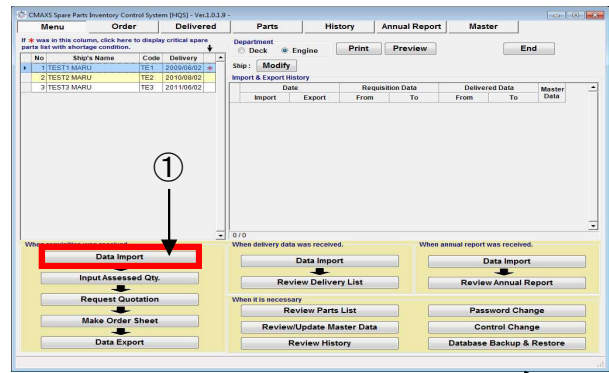 CMAXS Spare Parts Inventory Control System [HQS] - Ver.1.0.1.9 -
Menu Order Delivered Parts History Annual Report Master
If * was in this column, click here to display critical spare
parts list with shortage condition.
Department
Deck Engine Print Preview End
No Ship's Name Code Delivery
Ship : Modify
1 TEST1 MARU TE1 2009/06/02 *
2 TEST2 MARU TE2 2010/08/02
3 TEST3 MARU TE3 2011/06/02
Import & Export History
Date Requisition Data Delivered Data Master
Data
Import Export From To From To
①
0 / 0
When requisition was received.
Data Import
Input Assessed Qty.
Request Quotation
Make Order Sheet
Data Export
When delivery data was received.
Data Import
Review Delivery List
When annual report was received.
Data Import
Review Annual Report
When it is necessary
Review Parts List Password Change
Review/Update Master Data Control Change
Review History Database Backup & Restore